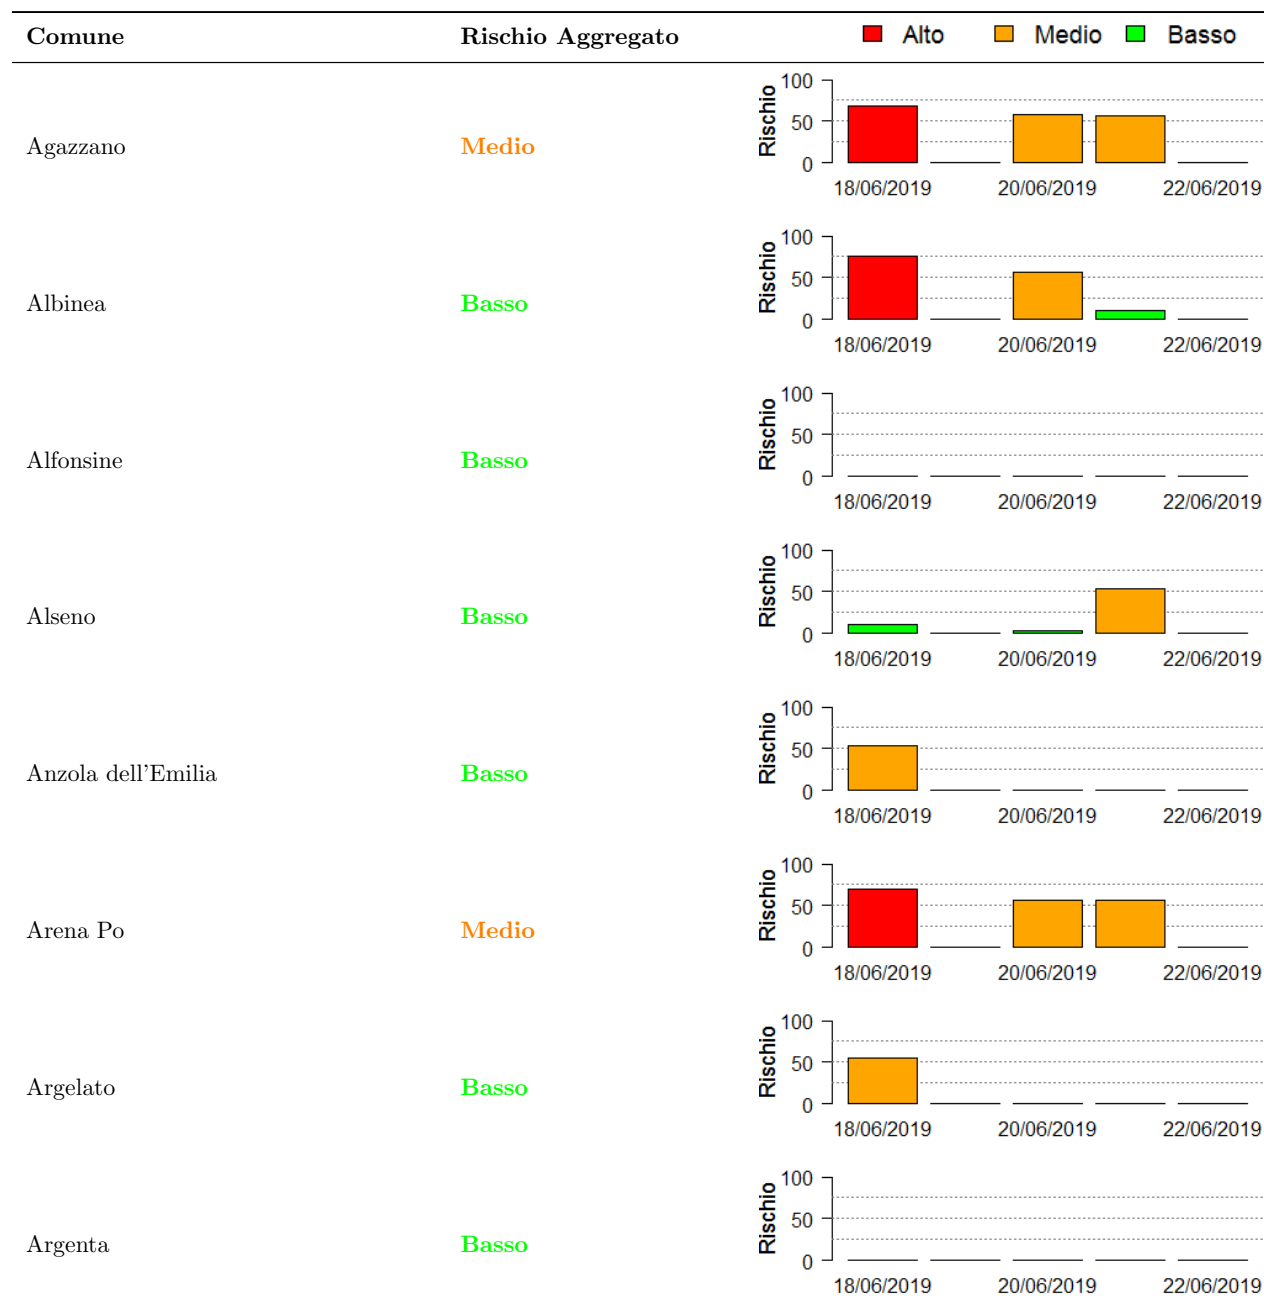 Comune Rischio Aggregato Alto Medio Basso
Agazzano Medio Rischio 100 50 0
18/06/2019 20/06/2019 22/06/2019
Albinea Basso Rischio 100 50 0
18/06/2019 20/06/2019 22/06/2019
Alfonsine Basso Rischio 100 50 0
18/06/2019 20/06/2019 22/06/2019
Alseno Basso Rischio 100 50 0
18/06/2019 20/06/2019 22/06/2019
Anzola dell'Emilia Basso Rischio 100 50 0
18/06/2019 20/06/2019 22/06/2019
Arena Po Medio Rischio 100 50 0
18/06/2019 20/06/2019 22/06/2019
Argelato Basso Rischio 100 50 0
18/06/2019 20/06/2019 22/06/2019
Argenta Basso Rischio 100 50 0
18/06/2019 20/06/2019 22/06/2019